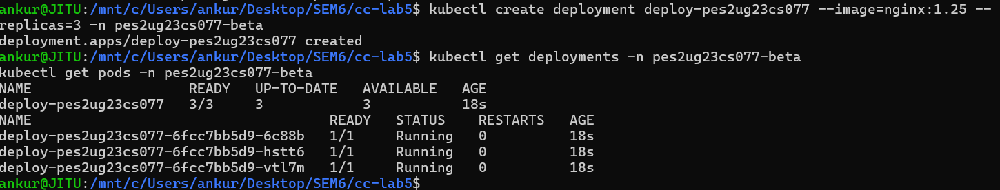 ankur@JITU:/mnt/c/Users/ankur/Desktop/SEM6/cc-lab5$ kubectl create deployment deploy-pes2ug23cs077 --image=nginx:1.25 --
replicas=3 -n pes2ug23cs077-beta
deployment.apps/deploy-pes2ug23cs077 created
ankur@JITU:/mnt/c/Users/ankur/Desktop/SEM6/cc-lab5$ kubectl get deployments -n pes2ug23cs077-beta
kubectl get pods -n pes2ug23cs077-beta
NAME                   READY   UP-TO-DATE   AVAILABLE   AGE
deploy-pes2ug23cs077   3/3     3            3           18s
NAME                                    READY   STATUS    RESTARTS   AGE
deploy-pes2ug23cs077-6fcc7bb5d9-6c88b   1/1     Running   0          18s
deploy-pes2ug23cs077-6fcc7bb5d9-hstt6   1/1     Running   0          18s
deploy-pes2ug23cs077-6fcc7bb5d9-vtl7m   1/1     Running   0          18s
ankur@JITU:/mnt/c/Users/ankur/Desktop/SEM6/cc-lab5$